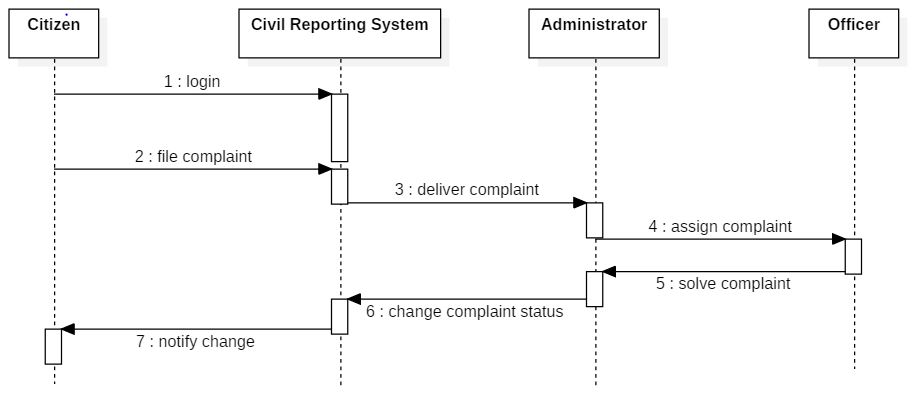 Citizen
Civil Reporting System
Administrator
Officer
1 : login
2 : file complaint
3 : deliver complaint
4 : assign complaint
5 : solve complaint
6 : change complaint status
7 : notify change